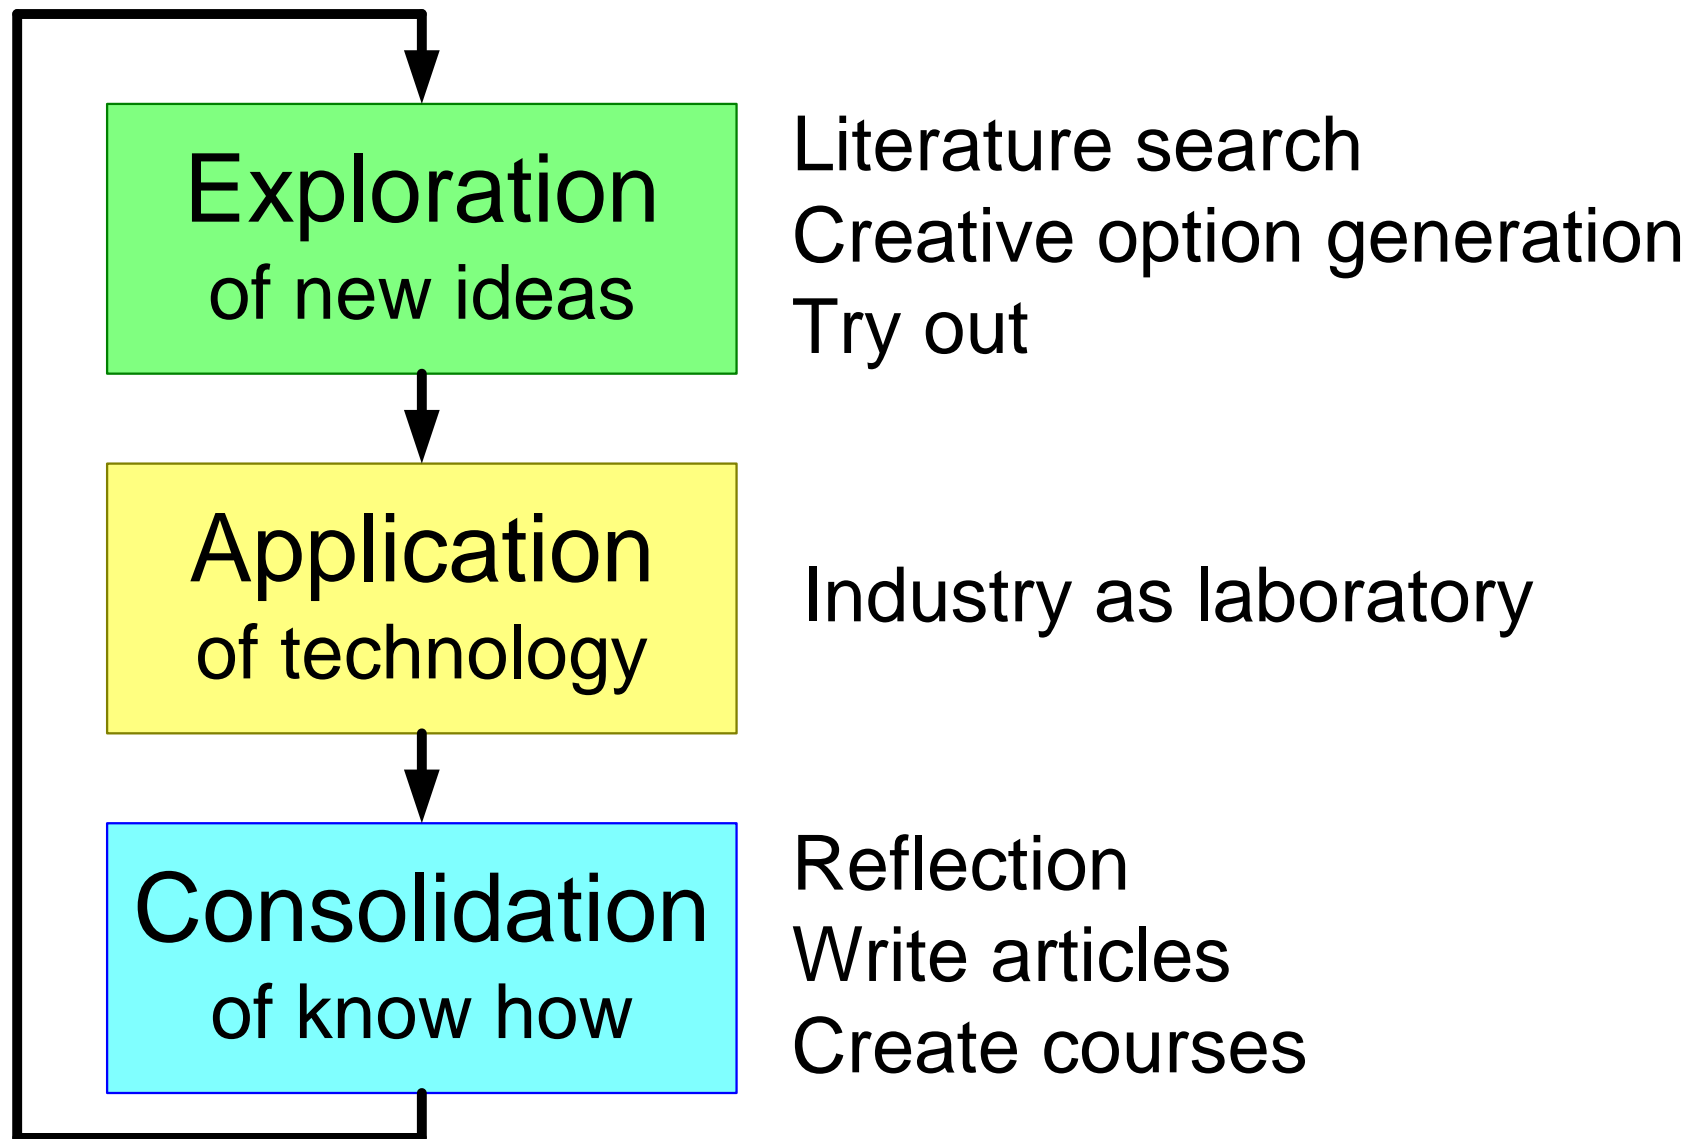 Exploration
of new ideas
Literature search
Creative option generation
Try out
Application
of technology
Industry as laboratory
Consolidation
of know how
Reflection
Write articles
Create courses